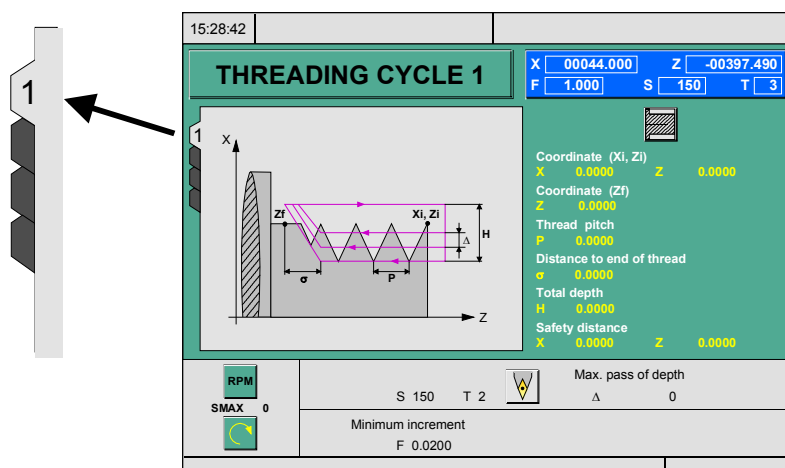 15:28:42
1
THREADING CYCLE 1
X 00044.000 Z -00397.490
F 1.000 S 150 T 3
1
X
Zf Xi, Zi
H
Δ
σ P
Z
Coordinate (Xi, Zi)
X 0.0000 Z 0.0000
Coordinate (Zf)
Z 0.0000
Thread pitch
P 0.0000
Distance to end of thread
σ 0.0000
Total depth
H 0.0000
Safety distance
X 0.0000 Z 0.0000
RPM
SMAX 0
S 150 T 2
Max. pass of depth
Δ 0
Minimum increment
F 0.0200